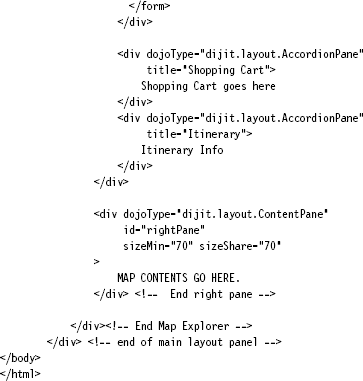 </form>
</div>
<div dojoType="dijit.layout.AccordionPane"
title="Shopping Cart">
Shopping Cart goes here
</div>
<div dojoType="dijit.layout.AccordionPane"
title="Itinerary">
Itinerary Info
</div>
</div>
<div dojoType="dijit.layout.ContentPane"
id="rightPane"
sizeMin="70" sizeShare="70"
>
MAP CONTENTS GO HERE.
</div> <!-- End right pane -->
</div><!-- End Map Explorer -->
</div> <!-- end of main layout panel -->
</body>
</html>